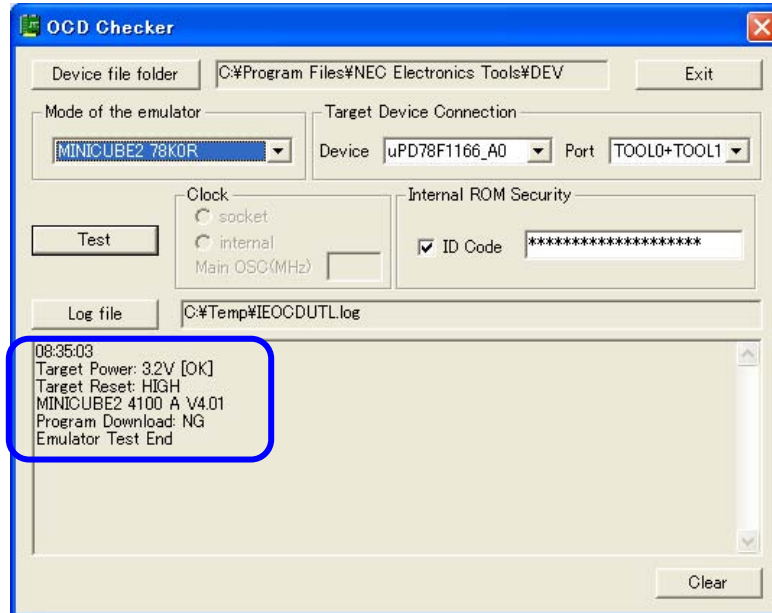 OCD Checker
Device file folder C:¥Program Files¥NEC Electronics Tools¥DEV Exit
Mode of the emulator Target Device Connection
MINICUBE2 78K0R Device uPD78F1166_A0 Port TOOL0+TOOL1
Clock Internal ROM Security
socket
Test internal ID Code ********************
Main OSC(MHz)
Log file C:¥Temp¥IEOCDUTL.log
08:35:03
Target Power: 3.2V [OK]
Target Reset: HIGH
MINICUBE2 4100 A V4.01
Program Download: NG
Emulator Test End
Clear